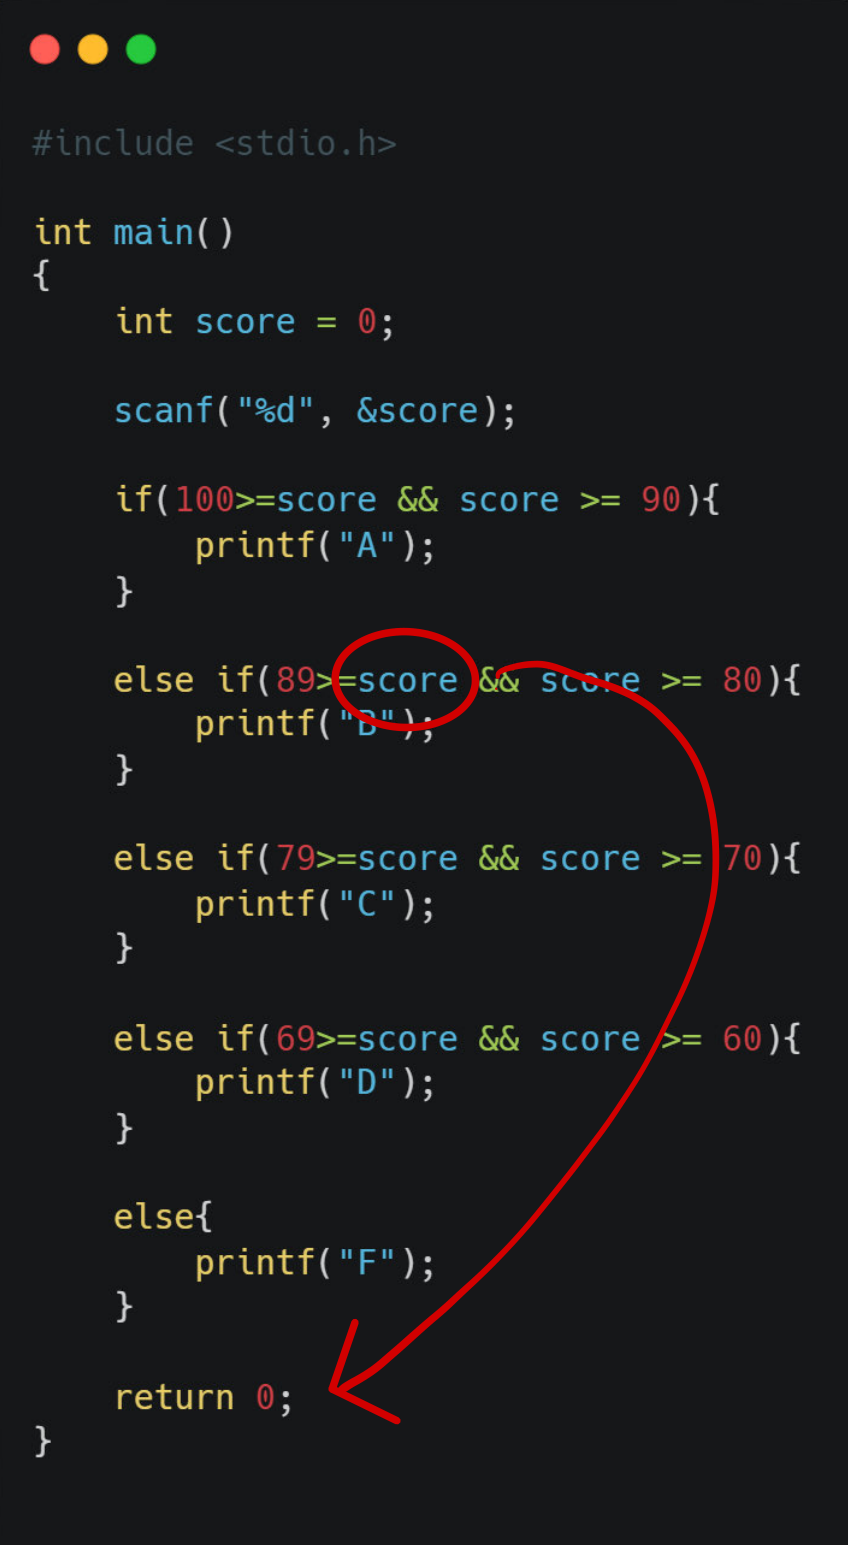 #include <stdio.h>
int main()
{
int score = 0;
scanf("%d", &score);
if(100>=score && score >= 90){
printf("A");
}
else if(89>=score && score >= 80){
printf("B");
}
else if(79>=score && score >= 70){
printf("C");
}
else if(69>=score && score >= 60){
printf("D");
}
else{
printf("F");
}
return 0;
}